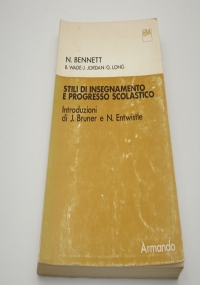 N. BENNETT
B. WADE J. JORDAN G. LONG
STILI DI INSEGNAMENTO
E PROGRESSO SCOLASTICO
Introduzioni
di J. Bruner e N. Entwistle
Armando